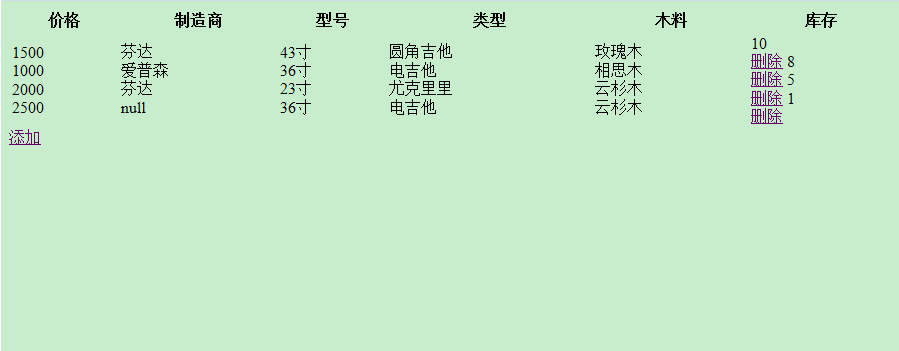 价格 制造商 型号 类型 木料 库存
1500 芬达 43寸 圆角吉他 玫瑰木 10
1000 爱普森 36寸 电吉他 相思木 删除 8
2000 芬达 23寸 尤克里里 云杉木 删除 5
2500 null 36寸 电吉他 云杉木 删除 1
删除
添加